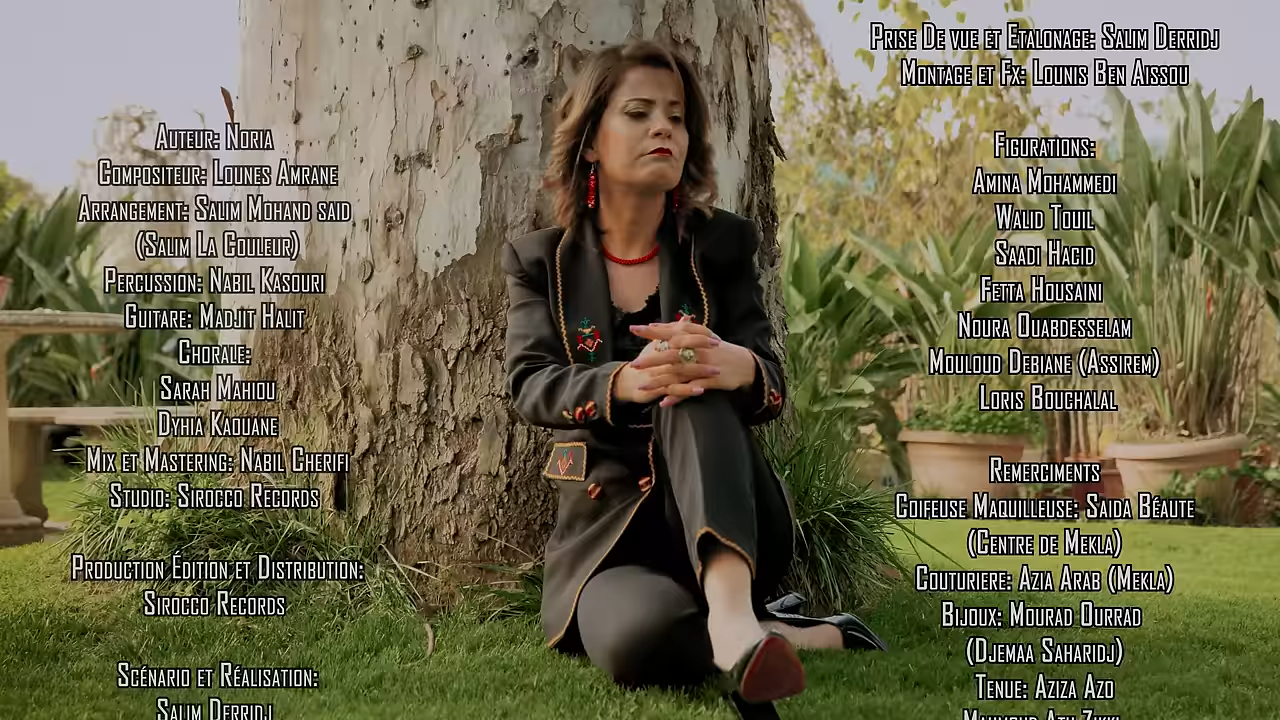 Auteur: Noria
Compositeur: Lounes Amrane
Arrangement: Salim Mohand said
(Salim La Couleur)
Percussion: Nabil Kasouri
Guitare: Madjit Halit
Chorale:
Sarah Mahiou
Dyhia Kaouane
Mix et Mastering: Nabil Cherifi
Studio: Sirocco Records
Production Édition et Distribution:
Sirocco Records
Scénario et Réalisation:
Salim Derridj
Prise De vue et Etalonage: Salim Derridj
Montage et Fx: Lounis Ben Aissou
Figurations:
Amina Mohammedi
Walid Touil
Saadi Hacid
Fetta Housaini
Noura Ouabdesselam
Mouloud Debiane (Assirem)
Loris Bouchalal
Remerciments
Coifeuse Maquilleuse: Saida Béaute
(Centre de Mekla)
Couturiere: Azia Arab (Mekla)
Bijoux: Mourad Ourrad
(Djemaa Saharidj)
Tenue: Aziza Azo